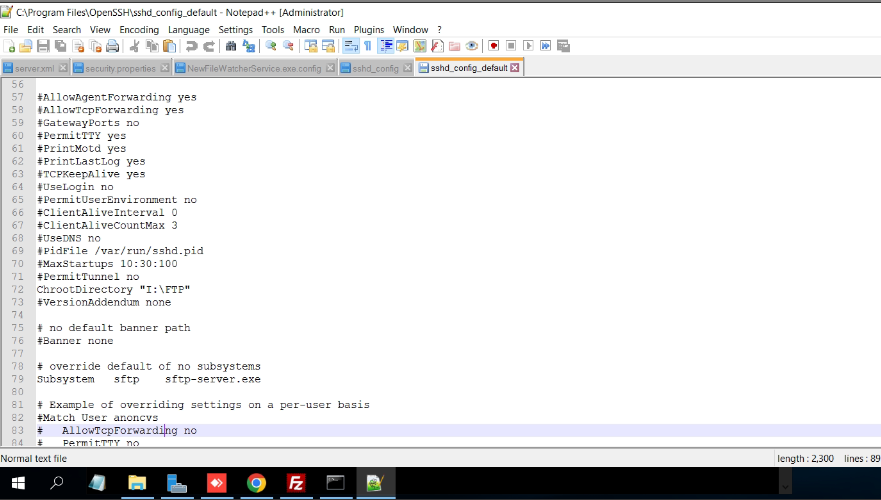 C:\Program Files\OpenSSH\sshd_config_default - Notepad++ [Administrator]
File Edit Search View Encoding Language Settings Tools Macro Run Plugins Window ?
server.xml security.properties NewFileWatcherService.exe.config sshd_config sshd_config_default
56
57 #AllowAgentForwarding yes
58 #AllowTcpForwarding yes
59 #GatewayPorts no
60 #PermitTTY yes
61 #PrintMotd yes
62 #PrintLastLog yes
63 #TCPKeepAlive yes
64 #UseLogin no
65 #PermitUserEnvironment no
66 #ClientAliveInterval 0
67 #ClientAliveCountMax 3
68 #UseDNS no
69 #PidFile /var/run/sshd.pid
70 #MaxStartups 10:30:100
71 #PermitTunnel no
72 ChrootDirectory "I:\FTP"
73 #VersionAddendum none
74
75 # no default banner path
76 #Banner none
77
78 # override default of no subsystems
79 Subsystem sftp sftp-server.exe
80
81 # Example of overriding settings on a per-user basis
82 #Match User anoncvs
83 # AllowTcpForwarding no
84 # PermitTTY no
Normal text file length : 2,300 lines : 89